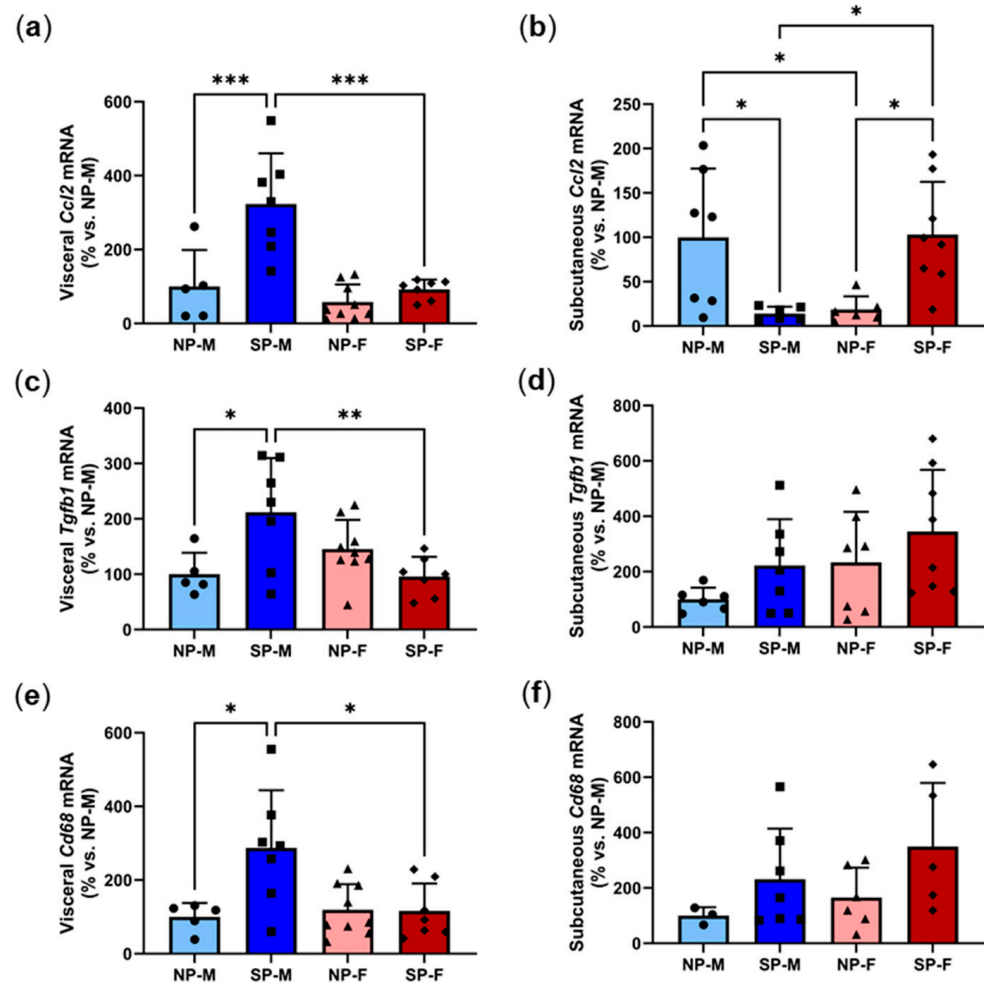 (a)
Visceral Ccl2 mRNA
(% vs. NP-M)
600
400
200
0
*** ***
NP-M SP-M NP-F SP-F
(b)
Subcutaneous Ccl2 mRNA
(% vs. NP-M)
250
200
150
100
50
0
*
*
* *
NP-M SP-M NP-F SP-F
(c)
Visceral Tgfb1 mRNA
(% vs. NP-M)
400
300
200
100
0
* **
NP-M SP-M NP-F SP-F
(d)
Subcutaneous Tgfb1 mRNA
(% vs. NP-M)
800
600
400
200
0
NP-M SP-M NP-F SP-F
(e)
Visceral Cd68 mRNA
(% vs. NP-M)
600
400
200
0
* *
NP-M SP-M NP-F SP-F
(f)
Subcutaneous Cd68 mRNA
(% vs. NP-M)
800
600
400
200
0
NP-M SP-M NP-F SP-F